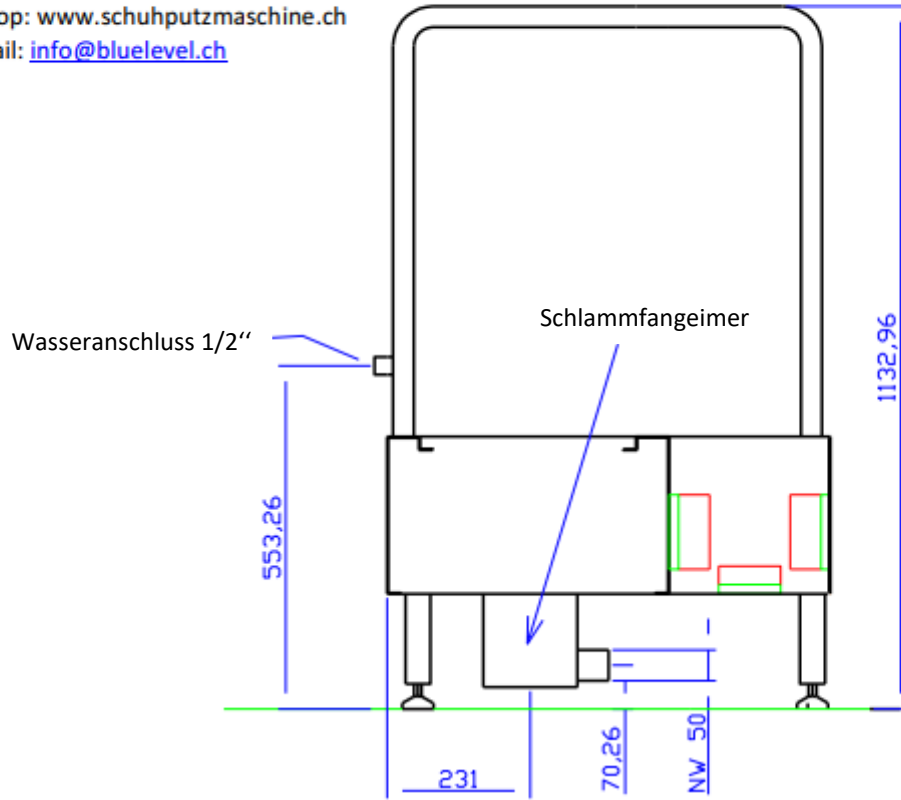 op: www.schuhputzmaschine.ch
ail: info@bluelevel.ch
Schlammfangeimer
Wasseranschluss 1/2‘‘
1132,96
553,26
231
70,26
NW 50